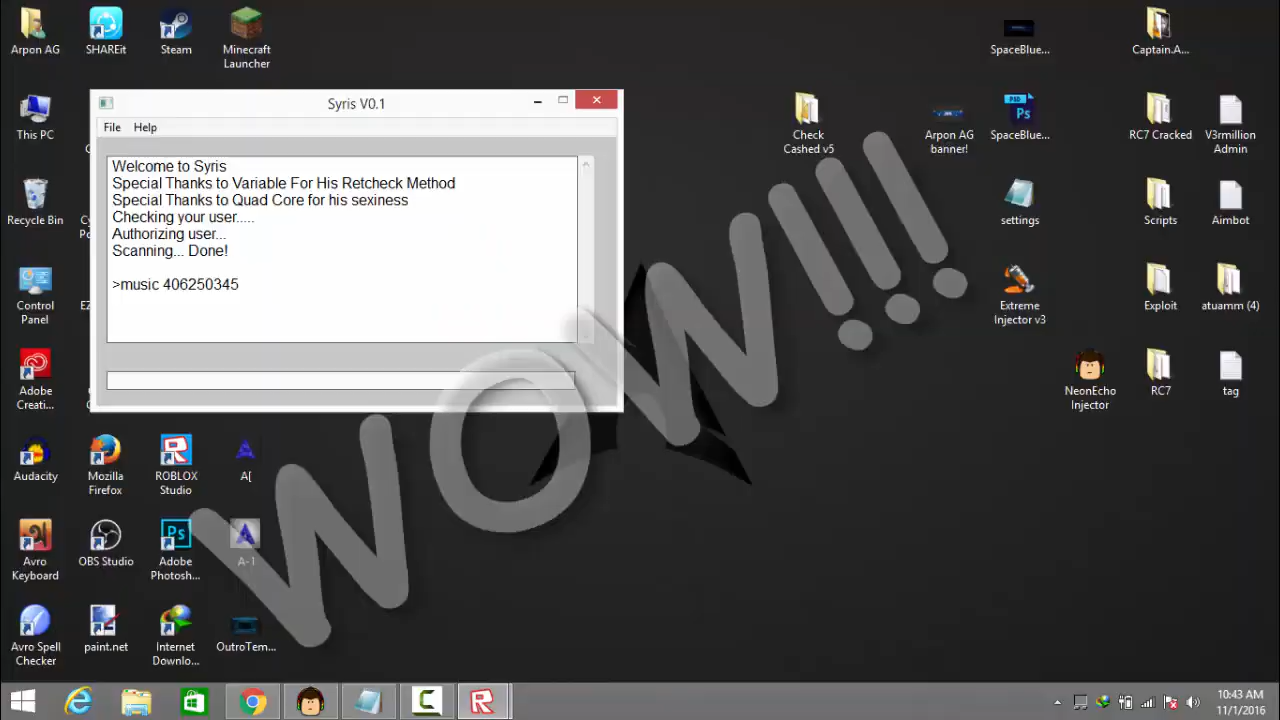 Arpon AG
SHAREit
Steam
Minecraft
Launcher
SpaceBlue...
Captain.A...
Syris V0.1
File Help
Welcome to Syris
Special Thanks to Variable For His Retcheck Method
Special Thanks to Quad Core for his sexiness
Checking your user.....
Authorizing user...
Scanning... Done!
>music 406250345
This PC
Check
Cashed v5
Arpon AG
banner!
PSD
Ps
SpaceBlue...
RC7 Cracked
V3million
Admin
Recycle Bin
settings
Scripts
Aimbot
Control
Panel
Extreme
Injector v3
Exploit
atuamm (4)
Adobe
Creati...
NeonEcho
Injector
RC7
tag
WOW!!!
Audacity
Mozilla
Firefox
ROBLOX
Studio
A[
Avro
Keyboard
OBS Studio
Ps
Adobe
Photosh...
A-1
Avro Spell
Checker
paint.net
Internet
Downlo...
OutroTem...
10:43 AM
11/1/2016